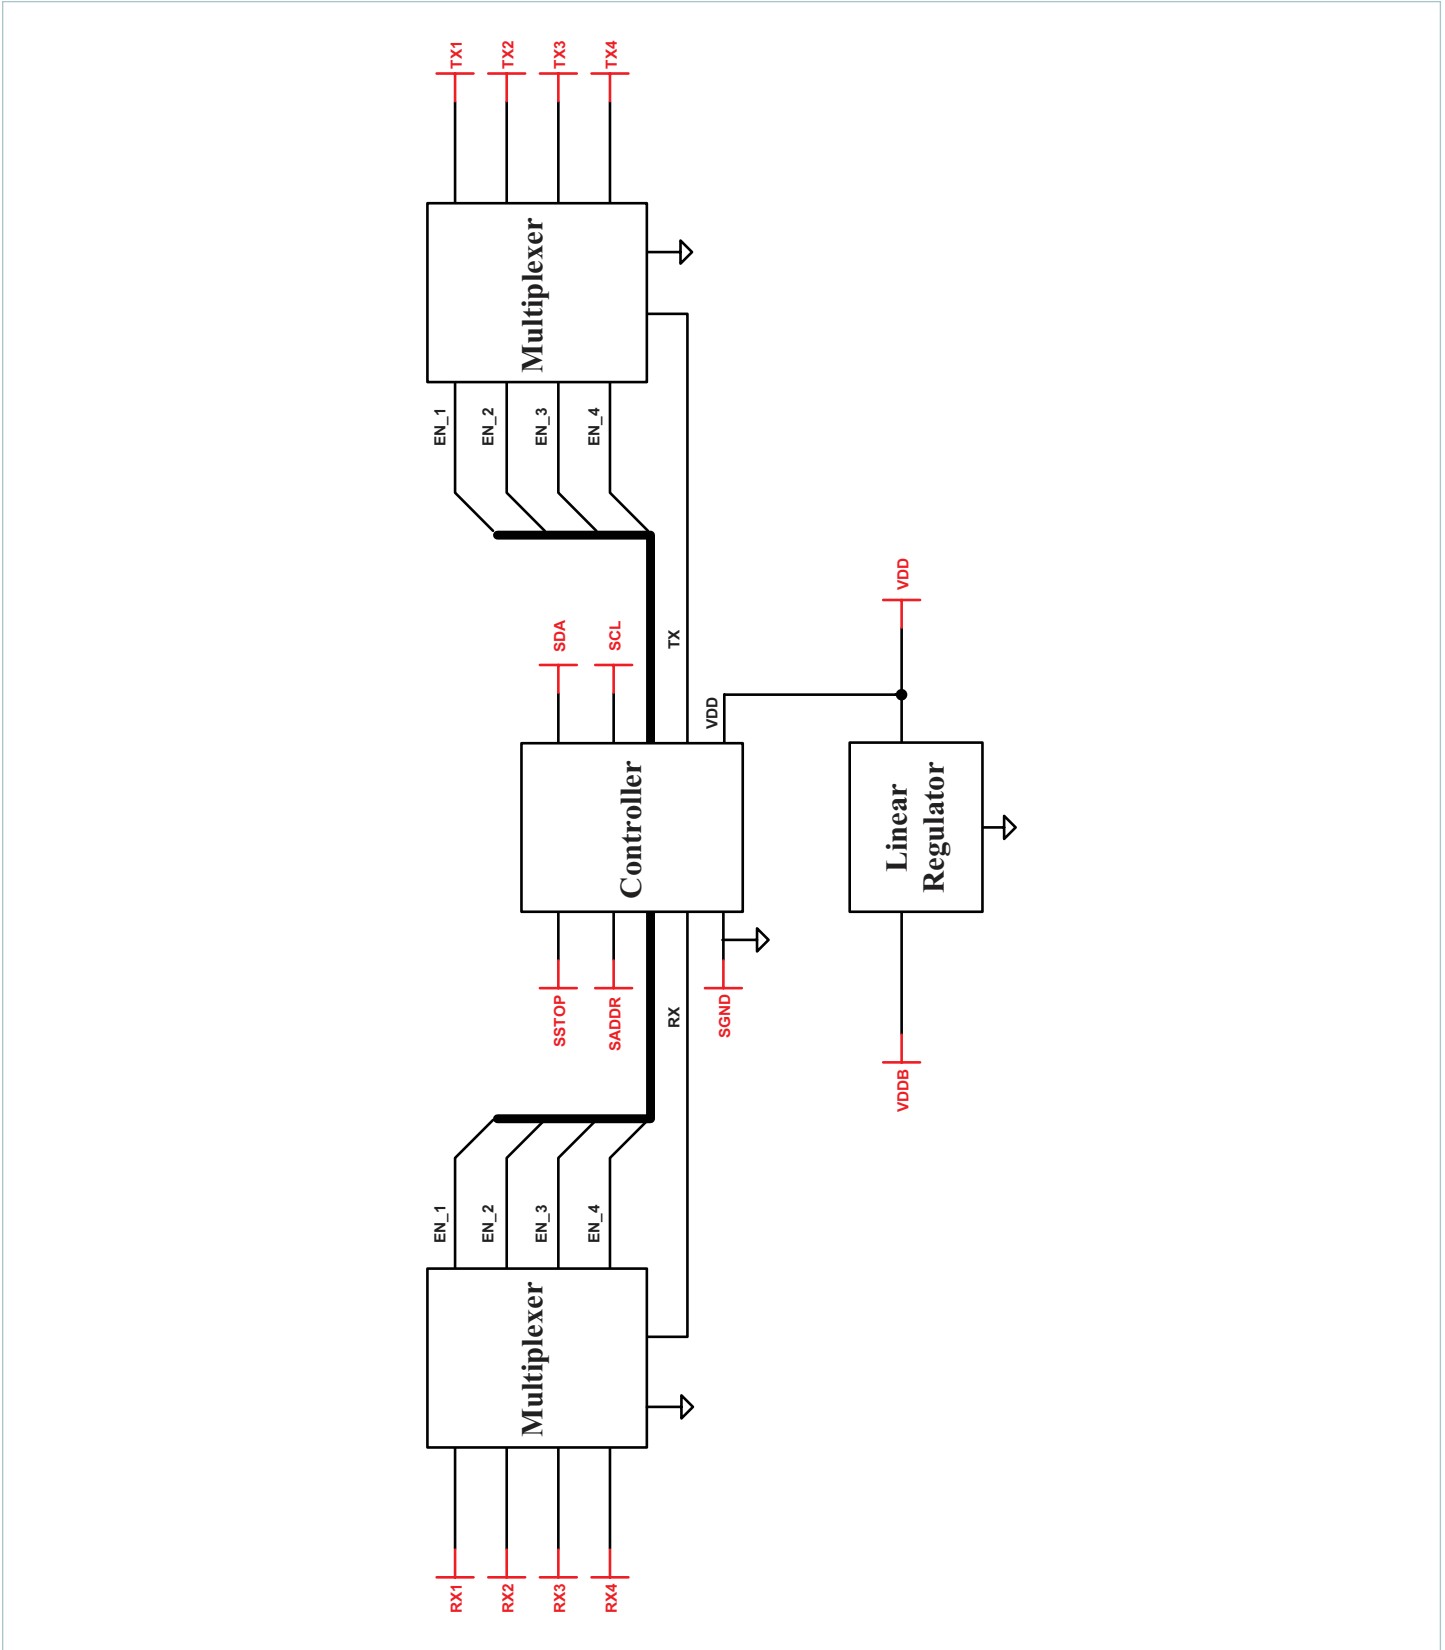 EN_1
EN_1
RX1
TX1
EN_2
EN_2
RX2
TX2
Multiplexer
Multiplexer
EN_3
EN_3
RX3
SSTOP
SDA
TX3
EN_4
EN_4
RX4
SADDR
SCL
TX4
Controller
RX
TX
SGND
VDD
Linear
Regulator
VDDB
VDD